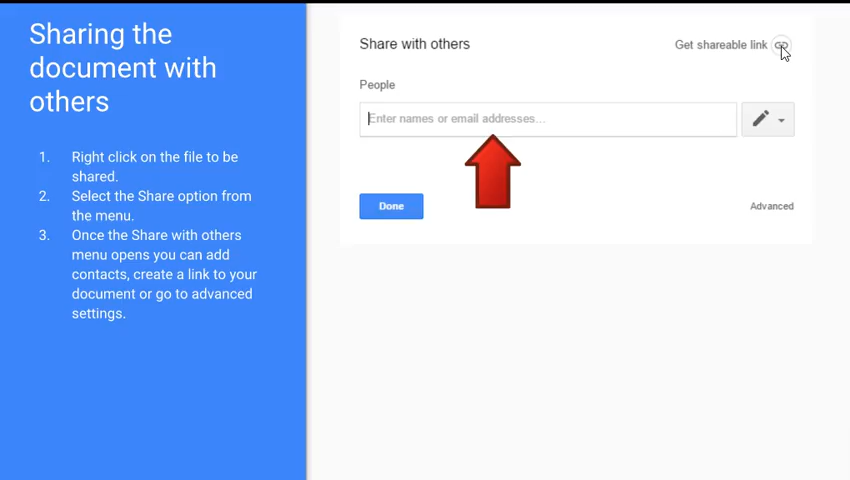 Sharing the
document with
others
1. Right click on the file to be
shared.
2. Select the Share option from
the menu.
3. Once the Share with others
menu opens you can add
contacts, create a link to your
document or go to advanced
settings.
Share with others
Get shareable link
People
Enter names or email addresses...
Done
Advanced